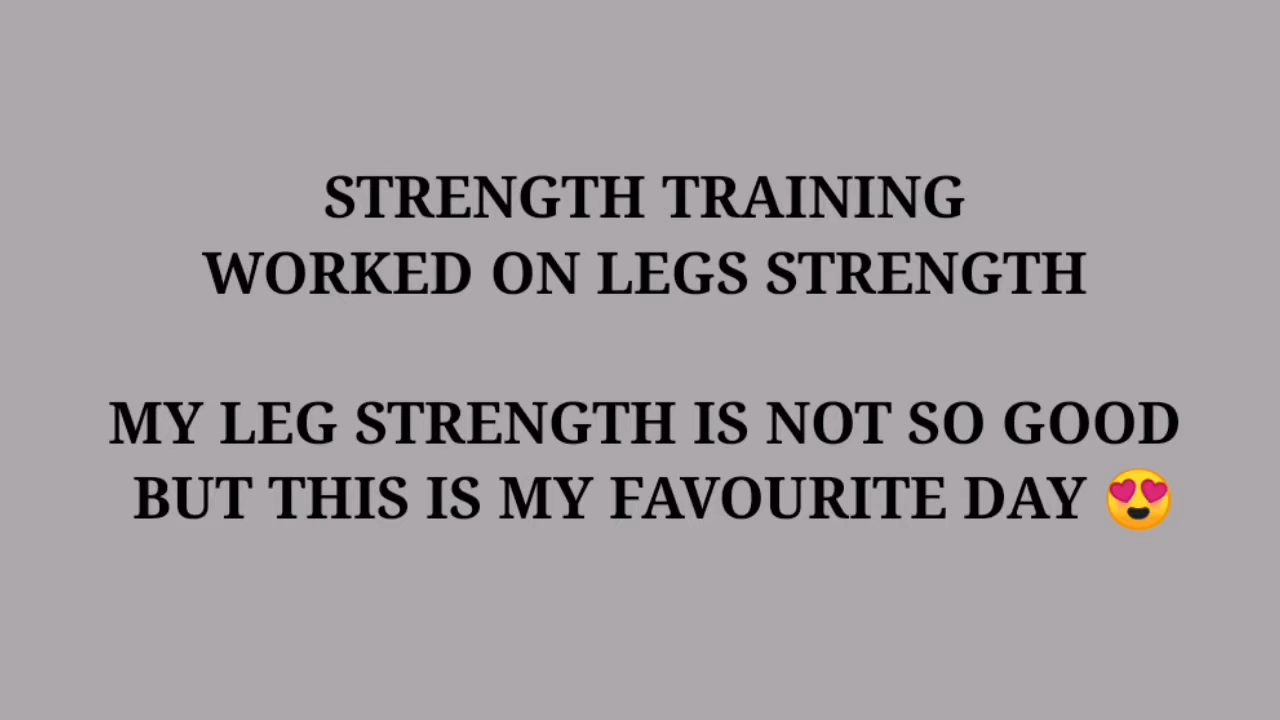 STRENGTH TRAINING
WORKED ON LEGS STRENGTH
MY LEG STRENGTH IS NOT SO GOOD
BUT THIS IS MY FAVOURITE DAY 😍